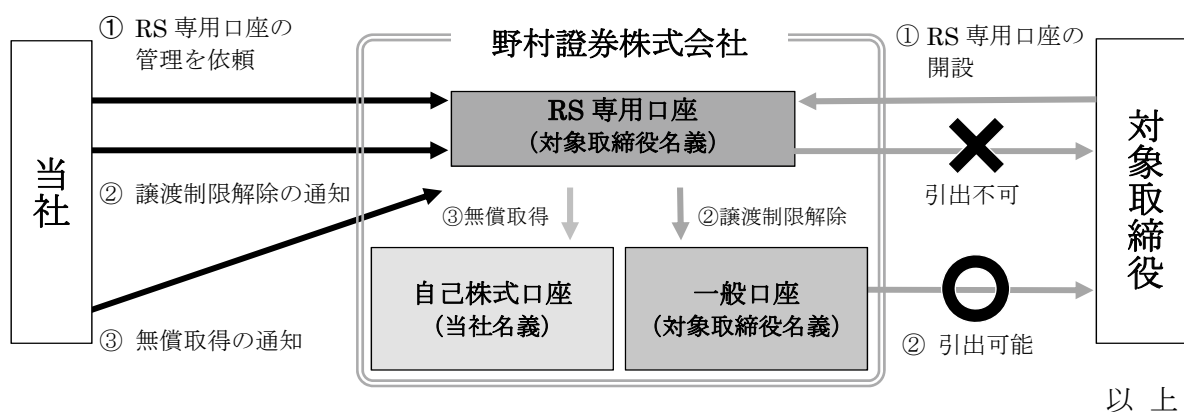 ① RS 専用口座の
管理を依頼
野村證券株式会社
① RS 専用口座の
開設
当社
RS 専用口座
(対象取締役名義)
対象取締役
② 譲渡制限解除の通知
引出不可
③無償取得
②譲渡制限解除
自己株式口座
(当社名義)
一般口座
(対象取締役名義)
③ 無償取得の通知
② 引出可能
以 上